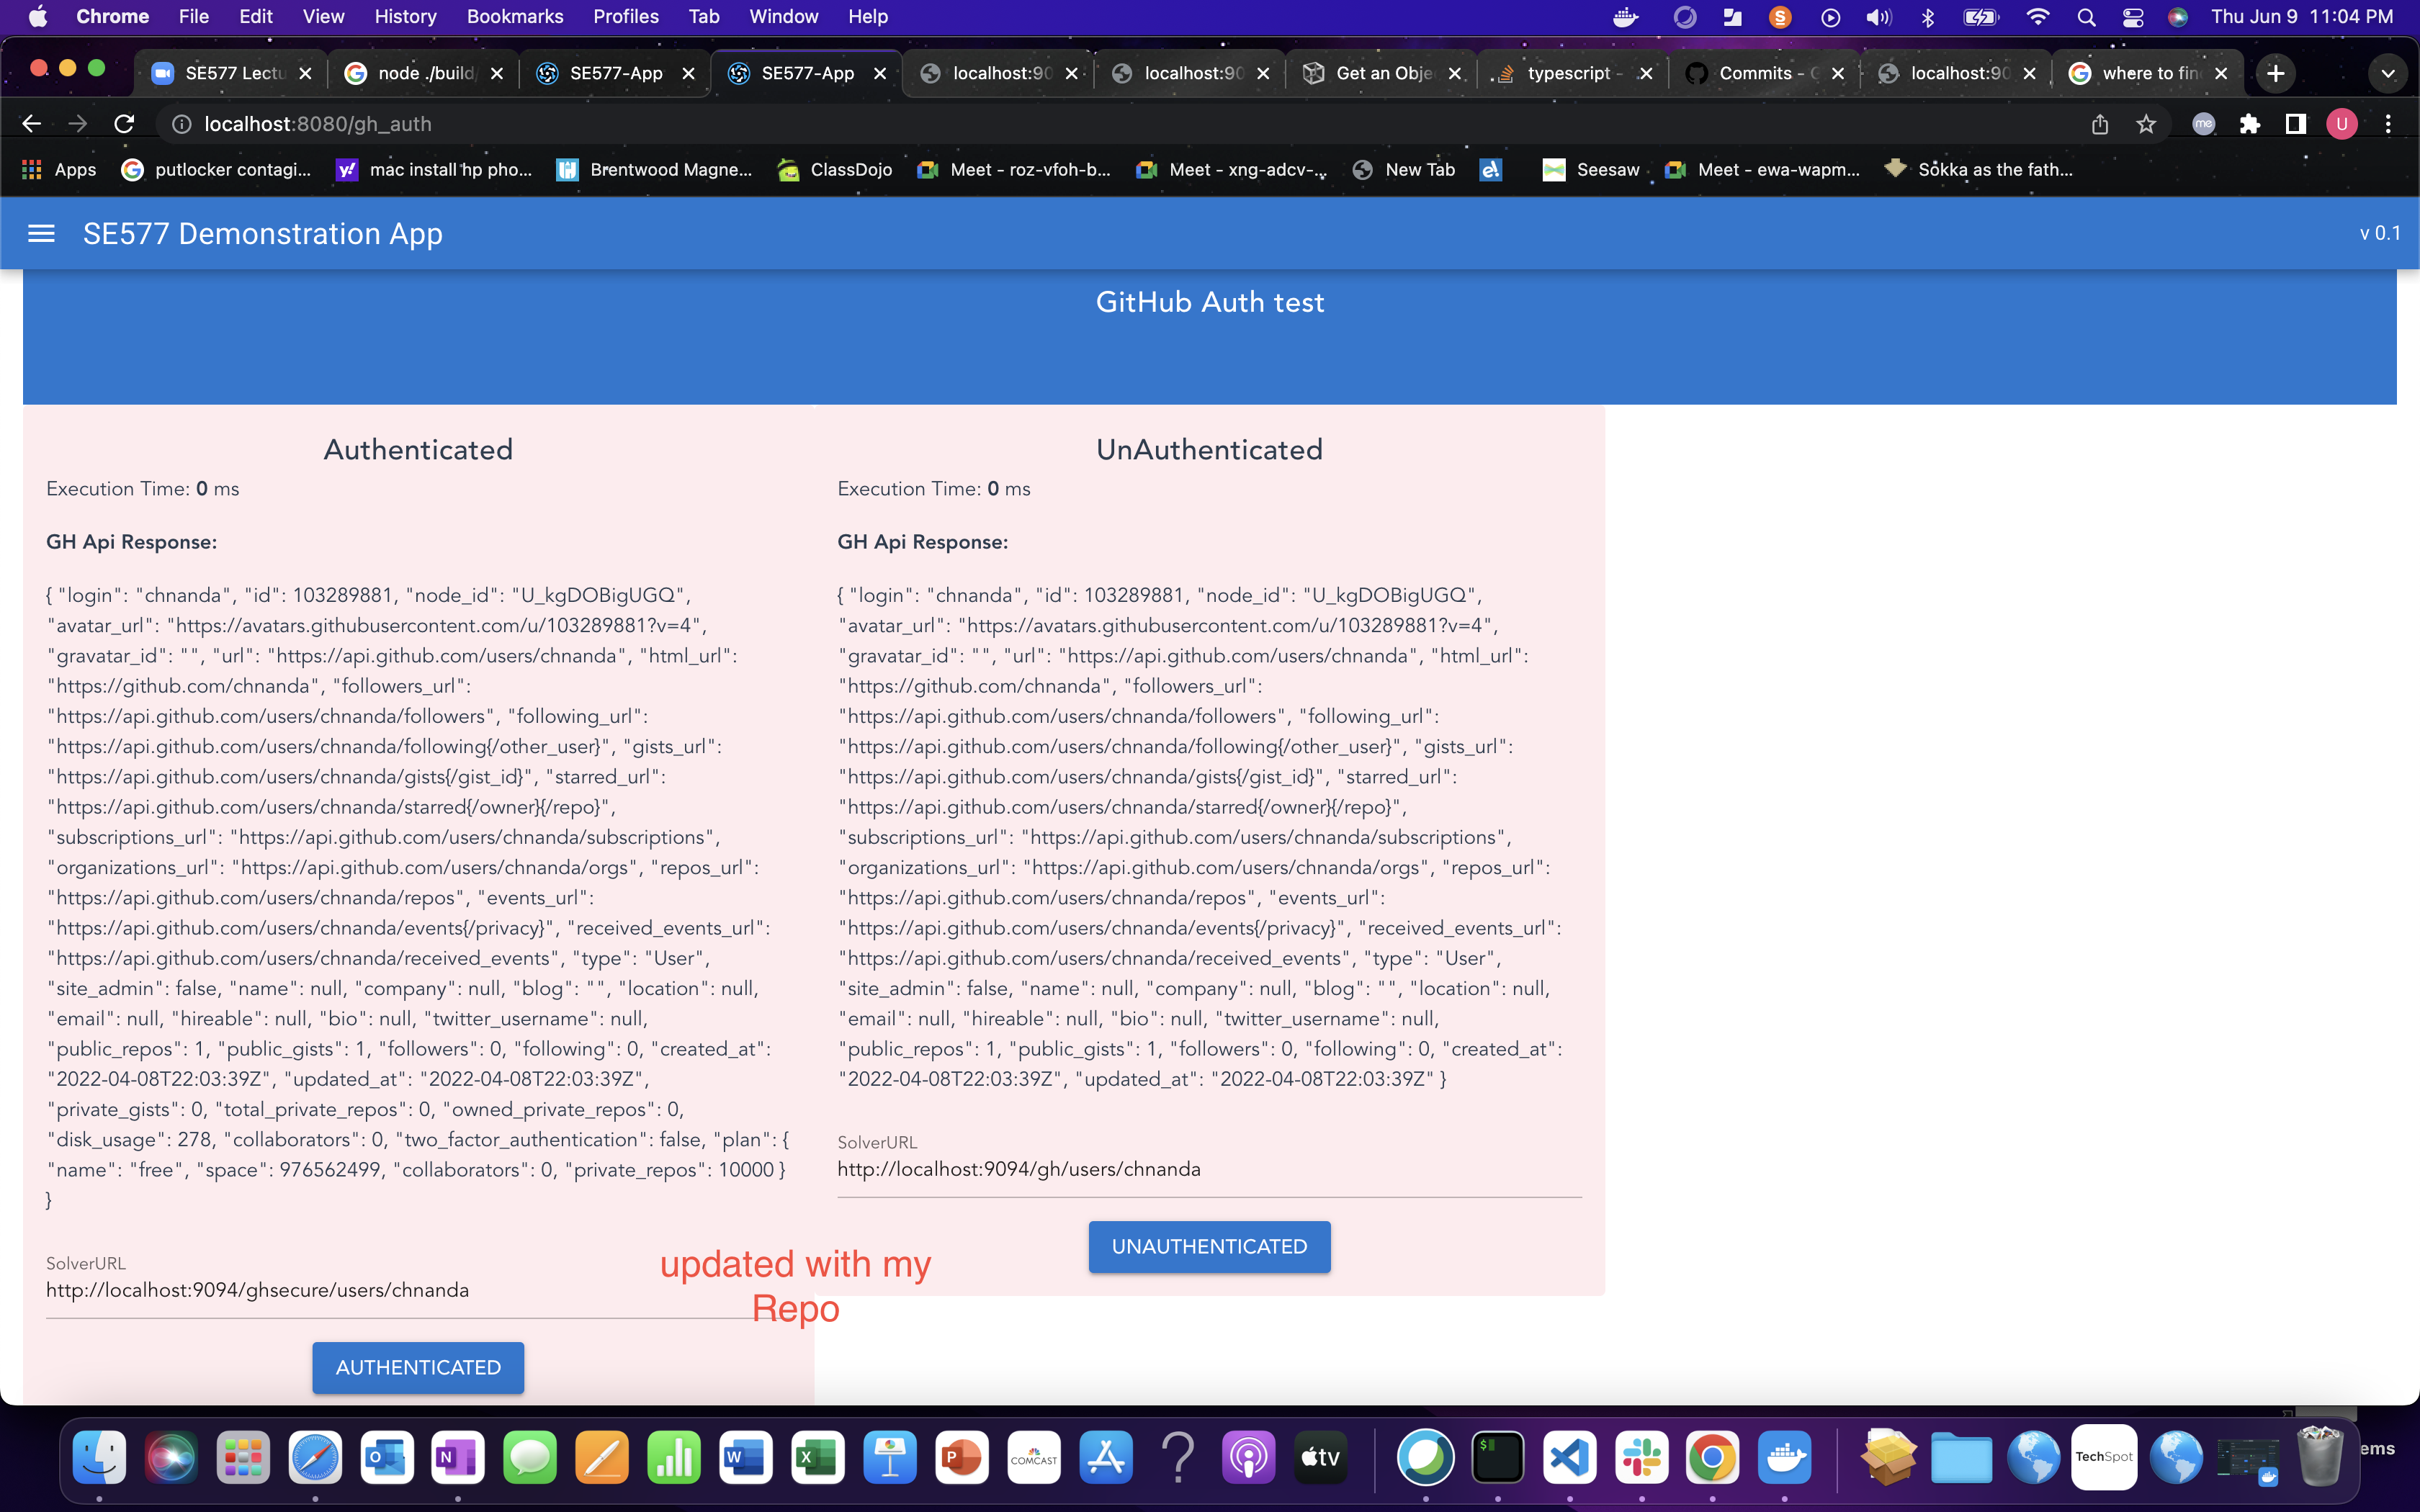 Chrome File Edit View History Bookmarks Profiles Tab Window Help Thu Jun 9 11:04 PM
SE577 Lectu node ./build/ SE577-App SE577-App localhost:90 localhost:90 Get an Obje typescript - Commits - localhost:90 where to fin
localhost:8080/gh_auth me U
Apps putlocker contagi... mac install hp pho... Brentwood Magne... ClassDojo Meet - roz-vfoh-b... Meet - xng-adcv-... New Tab Seesaw Meet - ewa-wapm... Sokka as the fath...
SE577 Demonstration App v 0.1
GitHub Auth test
Authenticated
Execution Time: 0 ms
GH Api Response:
{ "login": "chnanda", "id": 103289881, "node_id": "U_kgDOBigUGQ",
"avatar_url": "https://avatars.githubusercontent.com/u/103289881?v=4",
"gravatar_id": "", "url": "https://api.github.com/users/chnanda", "html_url":
"https://github.com/chnanda", "followers_url":
"https://api.github.com/users/chnanda/followers", "following_url":
"https://api.github.com/users/chnanda/following{/other_user}", "gists_url":
"https://api.github.com/users/chnanda/gists{/gist_id}", "starred_url":
"https://api.github.com/users/chnanda/starred{/owner}{/repo}",
"subscriptions_url": "https://api.github.com/users/chnanda/subscriptions",
"organizations_url": "https://api.github.com/users/chnanda/orgs", "repos_url":
"https://api.github.com/users/chnanda/repos", "events_url":
"https://api.github.com/users/chnanda/events{/privacy}", "received_events_url":
"https://api.github.com/users/chnanda/received_events", "type": "User",
"site_admin": false, "name": null, "company": null, "blog": "", "location": null,
"email": null, "hireable": null, "bio": null, "twitter_username": null,
"public_repos": 1, "public_gists": 1, "followers": 0, "following": 0, "created_at":
"2022-04-08T22:03:39Z", "updated_at": "2022-04-08T22:03:39Z",
"private_gists": 0, "total_private_repos": 0, "owned_private_repos": 0,
"disk_usage": 278, "collaborators": 0, "two_factor_authentication": false, "plan": {
"name": "free", "space": 976562499, "collaborators": 0, "private_repos": 10000 }
}
SolverURL
http://localhost:9094/ghsecure/users/chnanda
AUTHENTICATED
UnAuthenticated
Execution Time: 0 ms
GH Api Response:
{ "login": "chnanda", "id": 103289881, "node_id": "U_kgDOBigUGQ",
"avatar_url": "https://avatars.githubusercontent.com/u/103289881?v=4",
"gravatar_id": "", "url": "https://api.github.com/users/chnanda", "html_url":
"https://github.com/chnanda", "followers_url":
"https://api.github.com/users/chnanda/followers", "following_url":
"https://api.github.com/users/chnanda/following{/other_user}", "gists_url":
"https://api.github.com/users/chnanda/gists{/gist_id}", "starred_url":
"https://api.github.com/users/chnanda/starred{/owner}{/repo}",
"subscriptions_url": "https://api.github.com/users/chnanda/subscriptions",
"organizations_url": "https://api.github.com/users/chnanda/orgs", "repos_url":
"https://api.github.com/users/chnanda/repos", "events_url":
"https://api.github.com/users/chnanda/events{/privacy}", "received_events_url":
"https://api.github.com/users/chnanda/received_events", "type": "User",
"site_admin": false, "name": null, "company": null, "blog": "", "location": null,
"email": null, "hireable": null, "bio": null, "twitter_username": null,
"public_repos": 1, "public_gists": 1, "followers": 0, "following": 0, "created_at":
"2022-04-08T22:03:39Z", "updated_at": "2022-04-08T22:03:39Z" }
SolverURL
http://localhost:9094/gh/users/chnanda
UNAUTHENTICATED
updated with my
Repo
COMCAST tv TechSpot ems